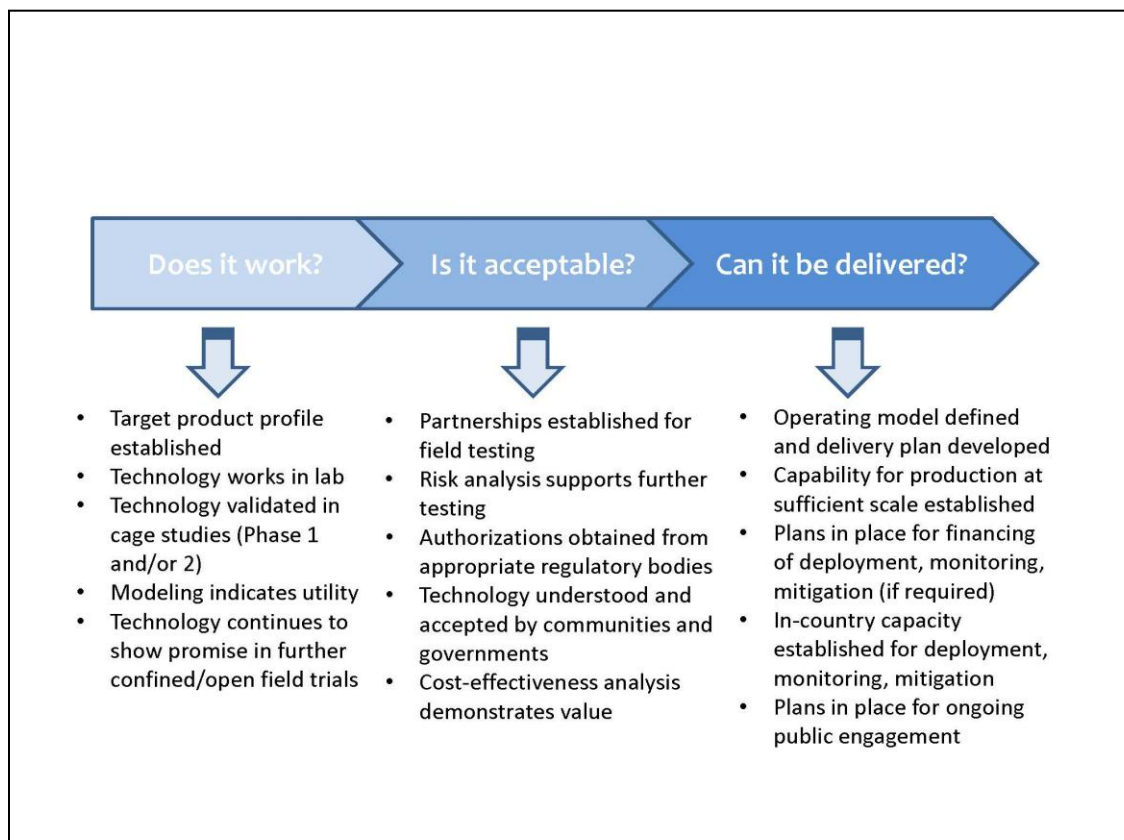 Does it work?
Is it acceptable?
Can it be delivered?
• Target product profile
established
• Technology works in lab
• Technology validated in
cage studies (Phase 1
and/or 2)
• Modeling indicates utility
• Technology continues to
show promise in further
confined/open field trials
• Partnerships established for
field testing
• Risk analysis supports further
testing
• Authorizations obtained from
appropriate regulatory bodies
• Technology understood and
accepted by communities and
governments
• Cost-effectiveness analysis
demonstrates value
• Operating model defined
and delivery plan developed
• Capability for production at
sufficient scale established
• Plans in place for financing
of deployment, monitoring,
mitigation (if required)
• In-country capacity
established for deployment,
monitoring, mitigation
• Plans in place for ongoing
public engagement